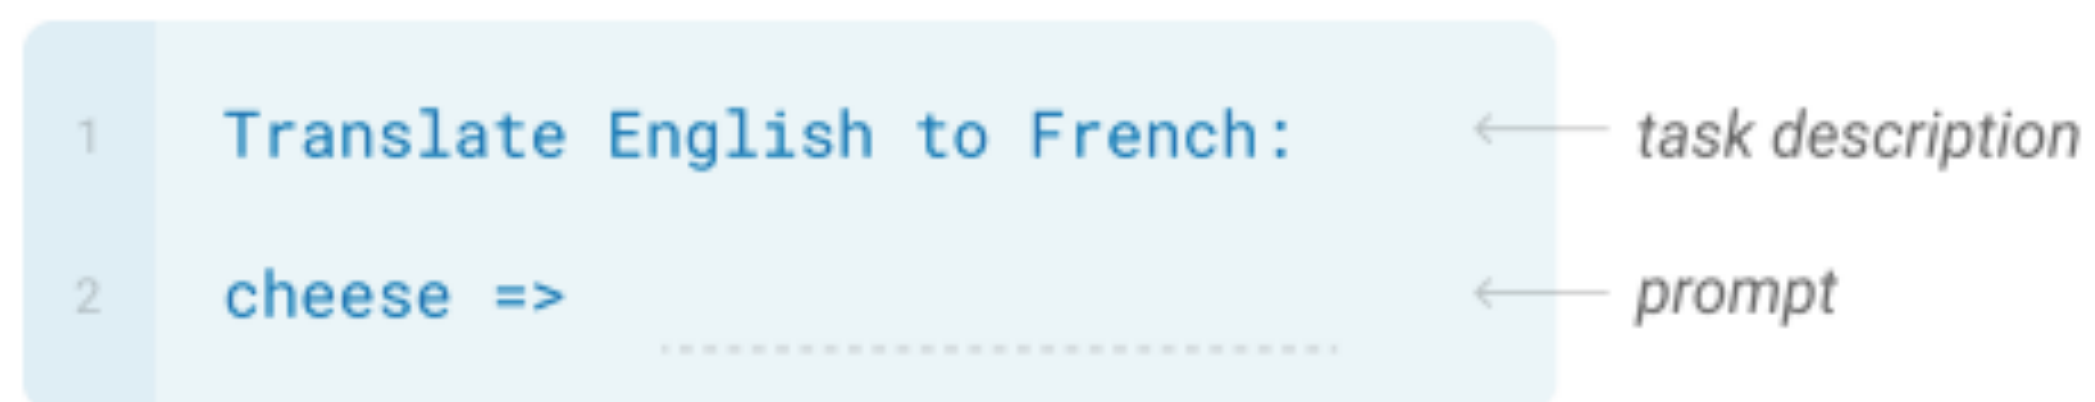 1 Translate English to French: task description
2 cheese => prompt